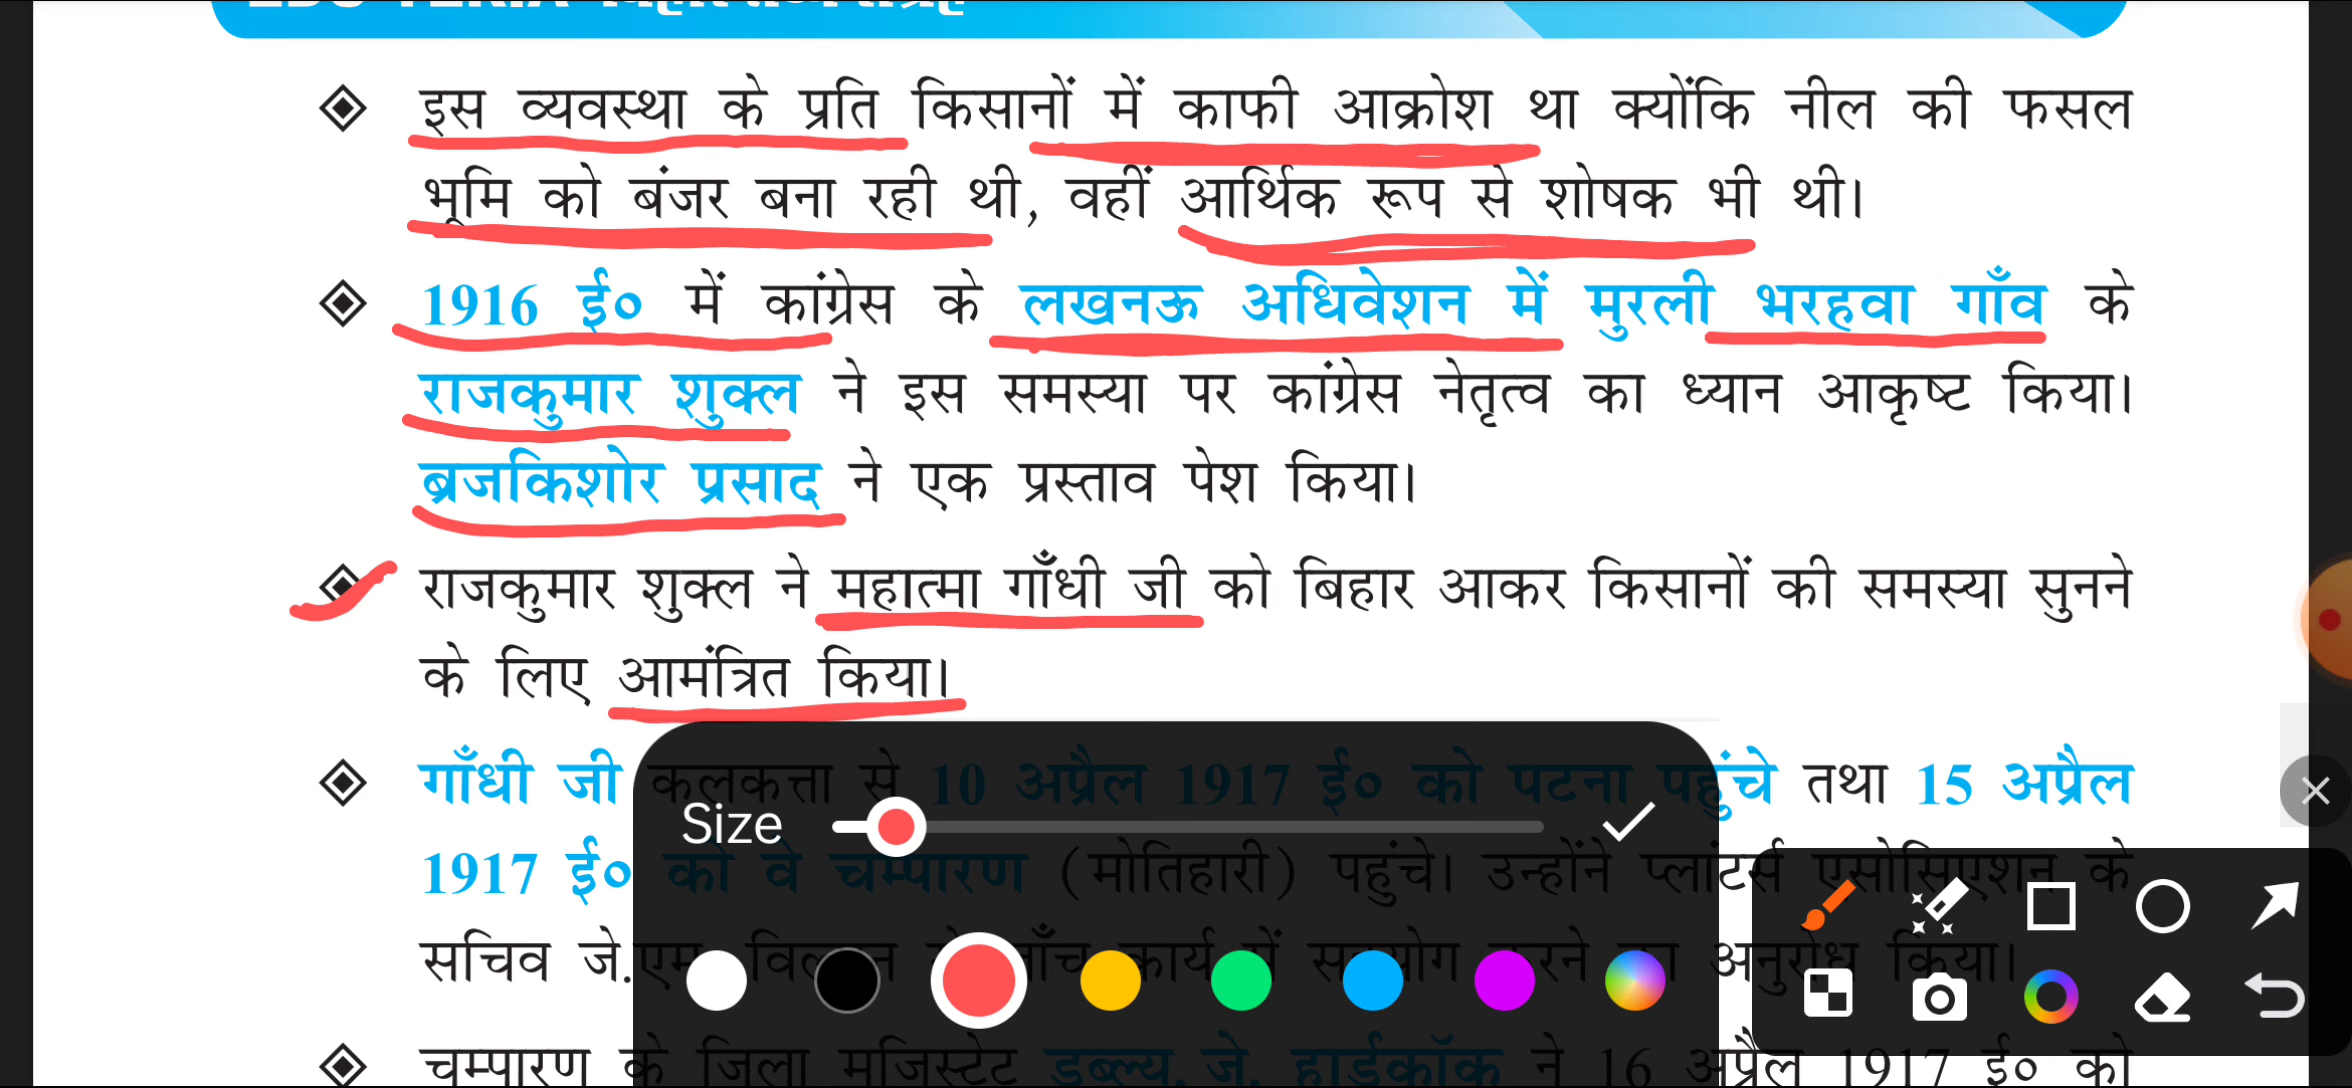 इस व्यवस्था के प्रति किसानों में काफी आक्रोश था क्योंकि नील की फसल
भूमि को बंजर बना रही थी, वहीं आर्थिक रूप से शोषक भी थी।
1916 ई० में कांग्रेस के लखनऊ अधिवेशन में मुरली भरहवा गाँव के
राजकुमार शुक्ल ने इस समस्या पर कांग्रेस नेतृत्व का ध्यान आकृष्ट किया।
ब्रजकिशोर प्रसाद ने एक प्रस्ताव पेश किया।
राजकुमार शुक्ल ने महात्मा गाँधी जी को बिहार आकर किसानों की समस्या सुनने
के लिए आमंत्रित किया।
गाँधी जी कलकत्ता से 10 अप्रैल 1917 ई० को पटना पहुंचे तथा 15 अप्रैल
Size
1917 ई० को वे चम्पारण (मोतिहारी) पहुंचे। उन्होंने प्लांटर्स एसोसिएशन के
सचिव जे.एम. कार्य में अनुरोध किया।
चम्पारण के जिला मजिस्ट्रेट डब्ल्यू. जे. हार्डकॉक ने 16 अप्रैल 1917 ई० को